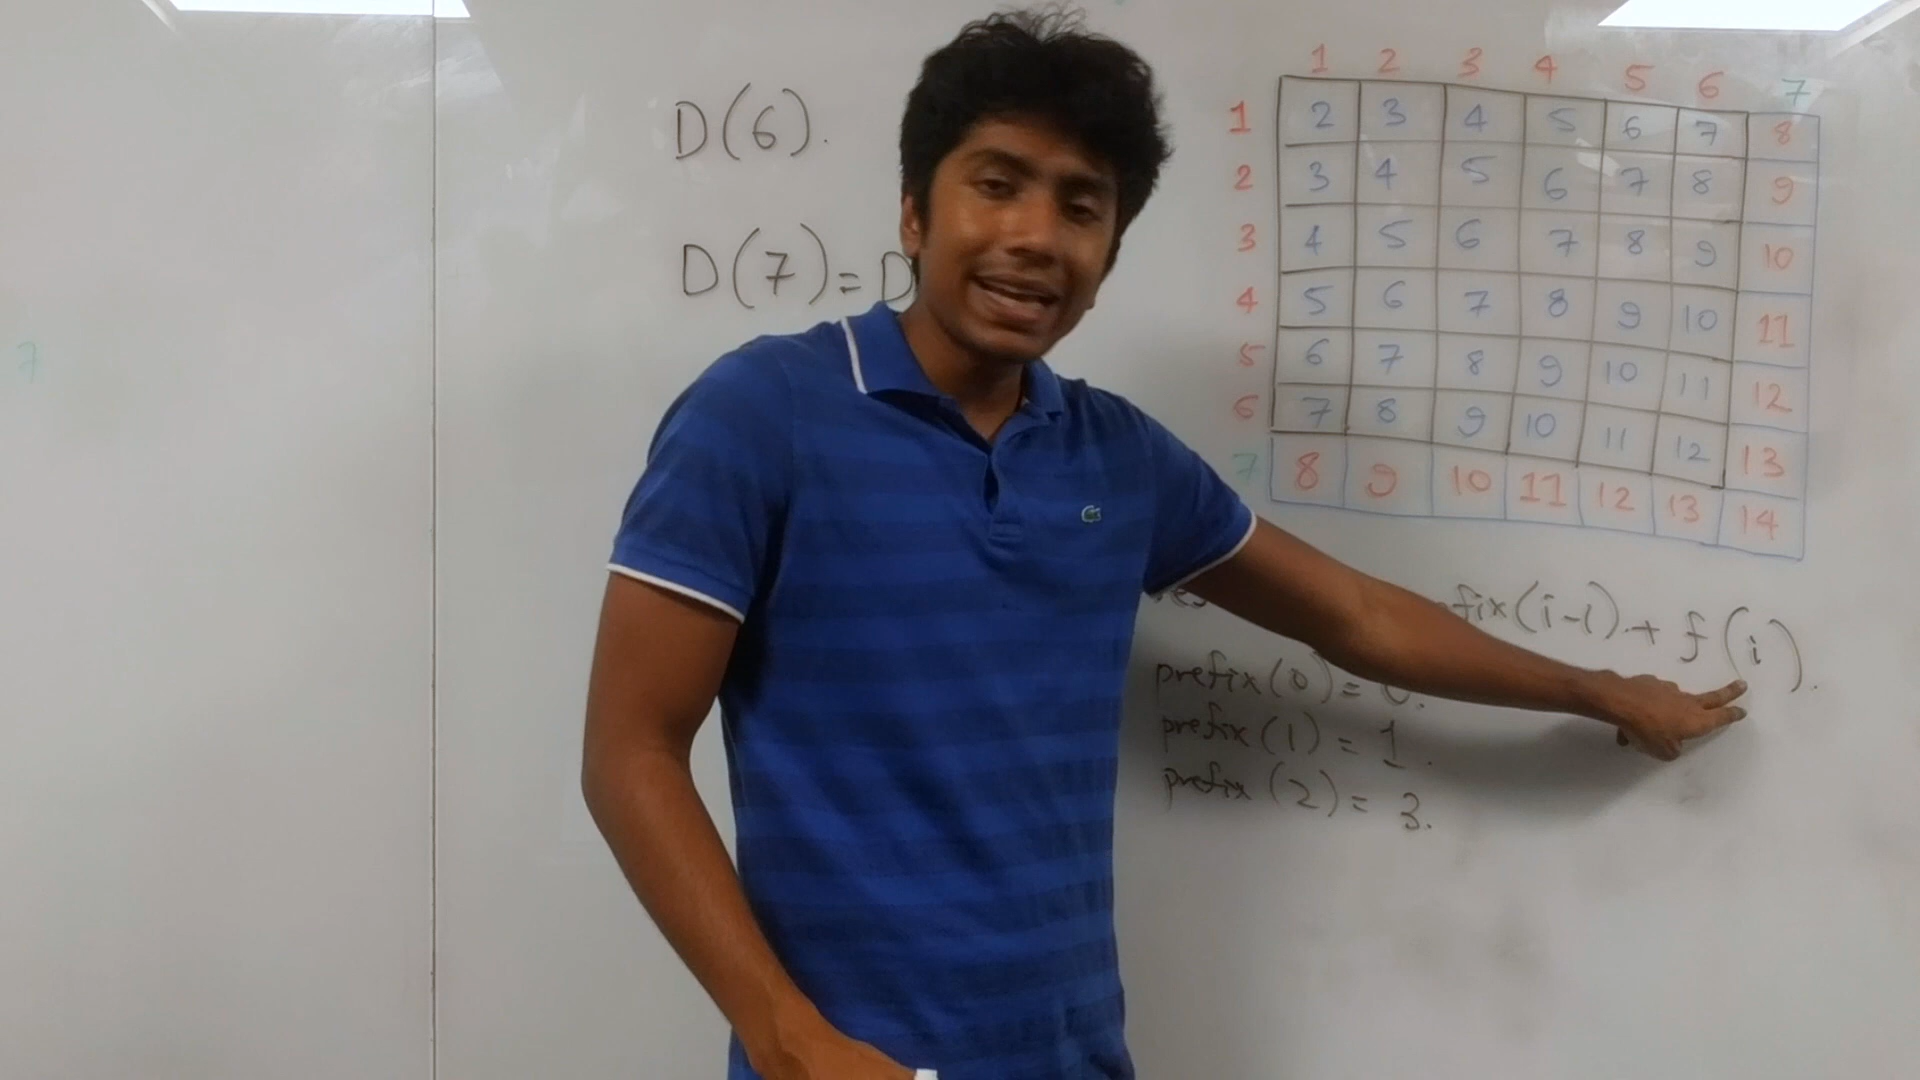 D(6).
D(7)=D
1 2 3 4 5 6 7
1 2 3 4 5 6 7 8
2 3 4 5 6 7 8 9
3 4 5 6 7 8 9 10
4 5 6 7 8 9 10 11
5 6 7 8 9 10 11 12
6 7 8 9 10 11 12 13
7 8 9 10 11 12 13 14
fix(i-1).+ f(i).
prefix(0)=
prefix(1) = 1.
prefix (2) = 3.
7